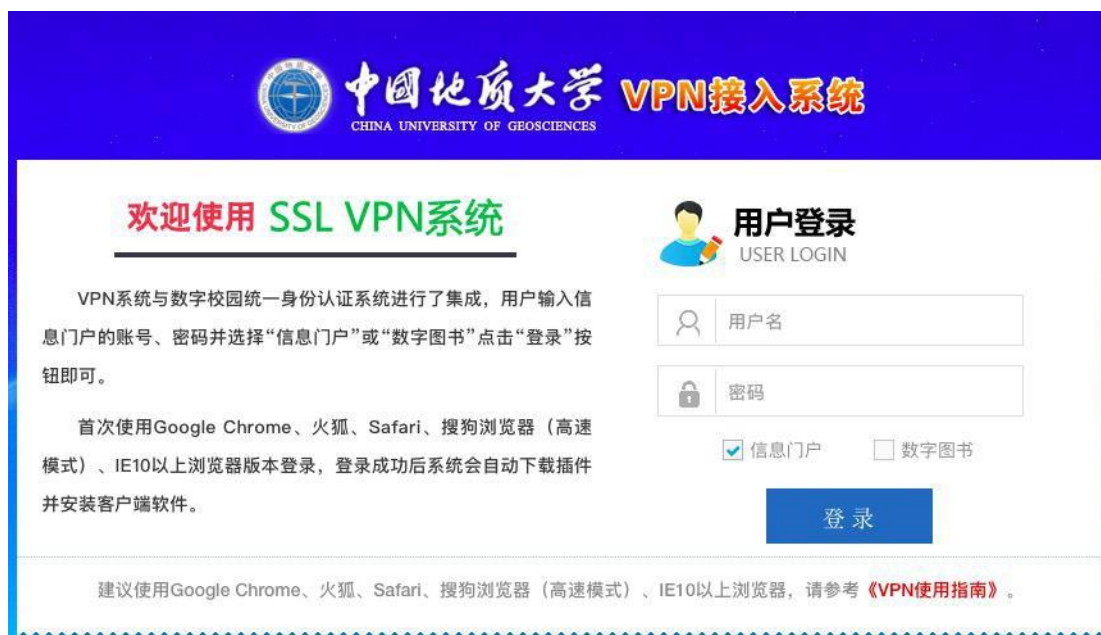 中国地质大学 VPN接入系统
CHINA UNIVERSITY OF GEOSCIENCES
欢迎使用 SSL VPN系统
VPN系统与数字校园统一身份认证系统进行了集成，用户输入信
息门户的账号、密码并选择“信息门户”或“数字图书”点击“登录”按
钮即可。
首次使用Google Chrome、火狐、Safari、搜狗浏览器（高速
模式）、IE10以上浏览器版本登录，登录成功后系统会自动下载插件
并安装客户端软件。
用户登录
USER LOGIN
用户名
密码
信息门户 数字图书
登录
建议使用Google Chrome、火狐、Safari、搜狗浏览器（高速模式）、IE10以上浏览器，请参考《VPN使用指南》。